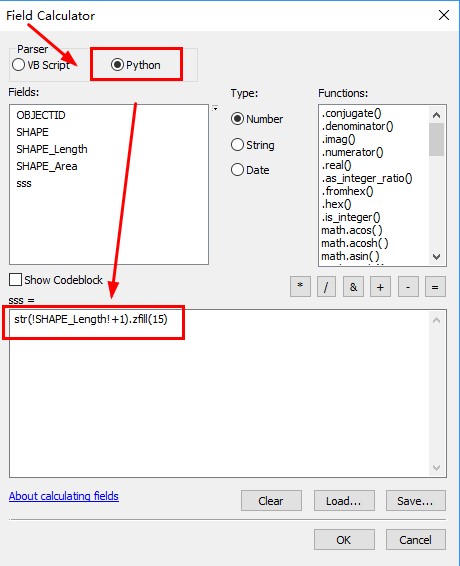 Field Calculator
Parser
VB Script
Python
Fields:
Type:
Functions:
OBJECTID
SHAPE
SHAPE_Length
SHAPE_Area
sss
Number
String
Date
.conjugate()
.denominator()
.imag()
.numerator()
.real()
.as_integer_ratio()
.fromhex()
.hex()
.is_integer()
math.acos()
math.acosh()
math.asin()
Show Codeblock
* / & + - =
sss =
str(!SHAPE_Length!+1).zfill(15)
About calculating fields
Clear
Load...
Save...
OK
Cancel